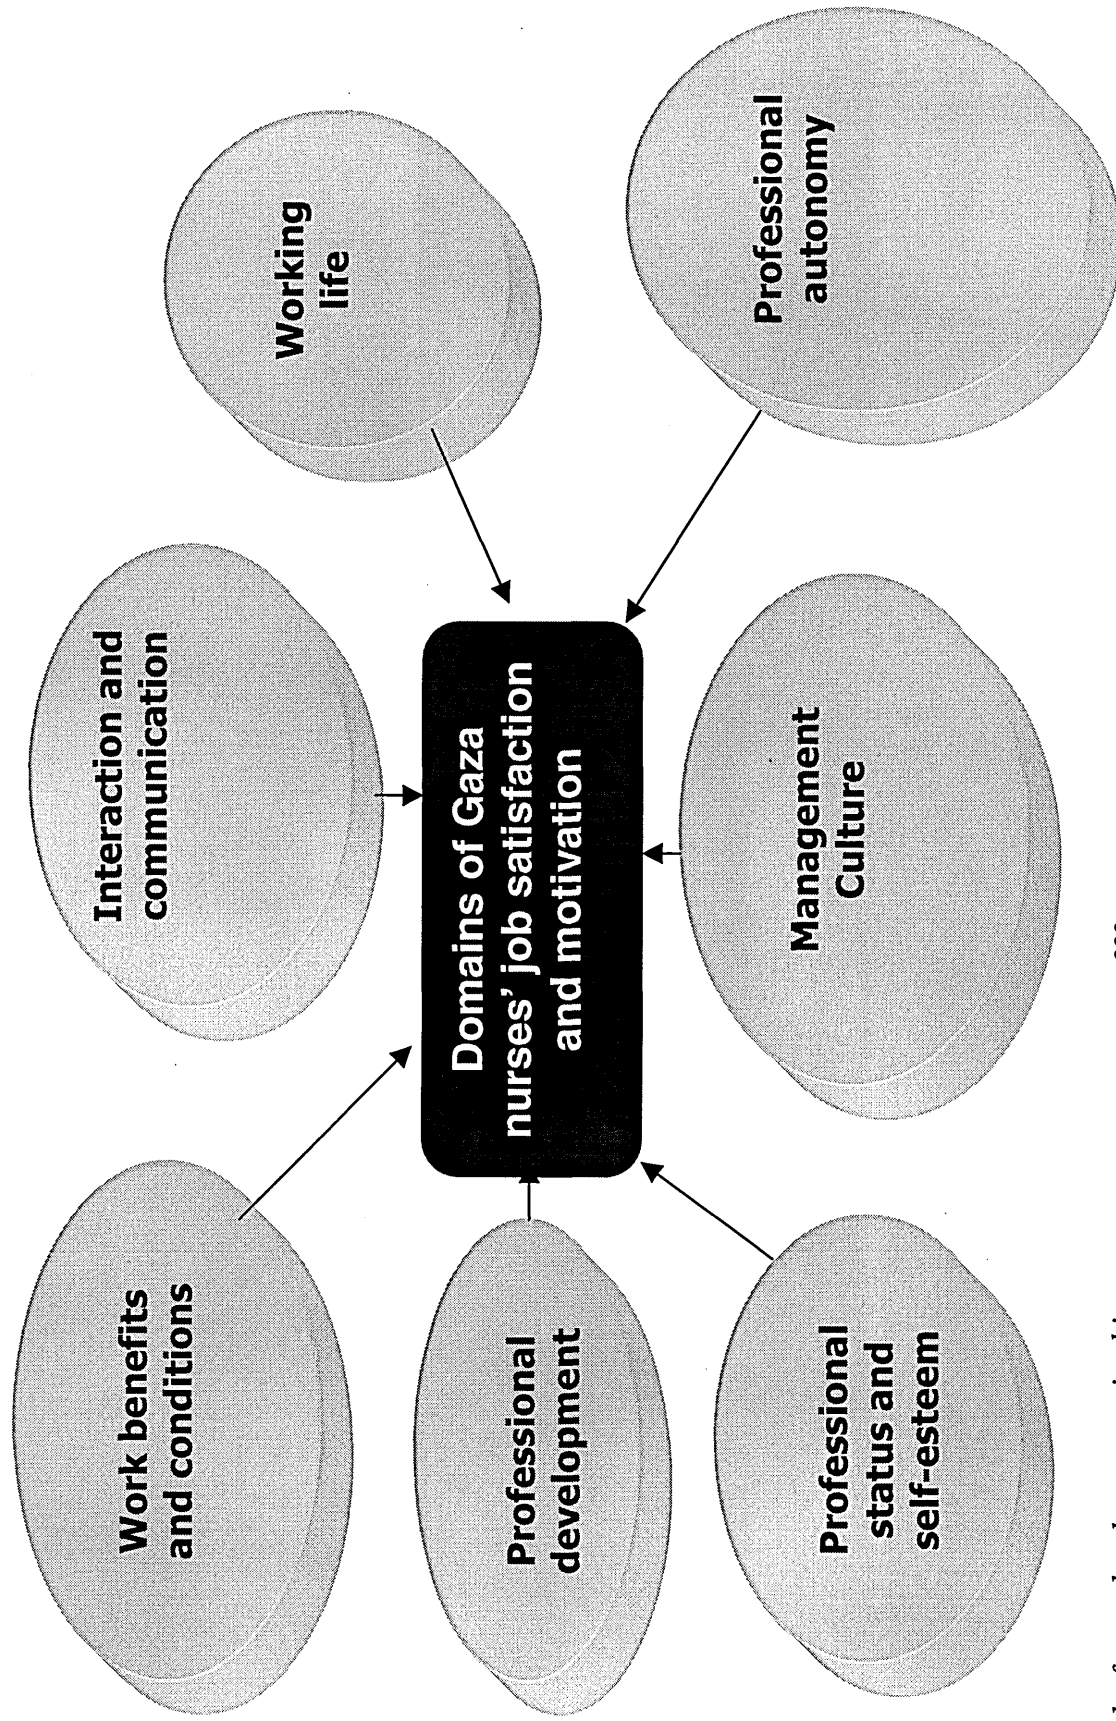 Work benefits
and conditions
Interaction and
communication
Working
life
Professional
development
Domains of Gaza
nurses' job satisfaction
and motivation
Professional
status and
self-esteem
Management
Culture
Professional
autonomy